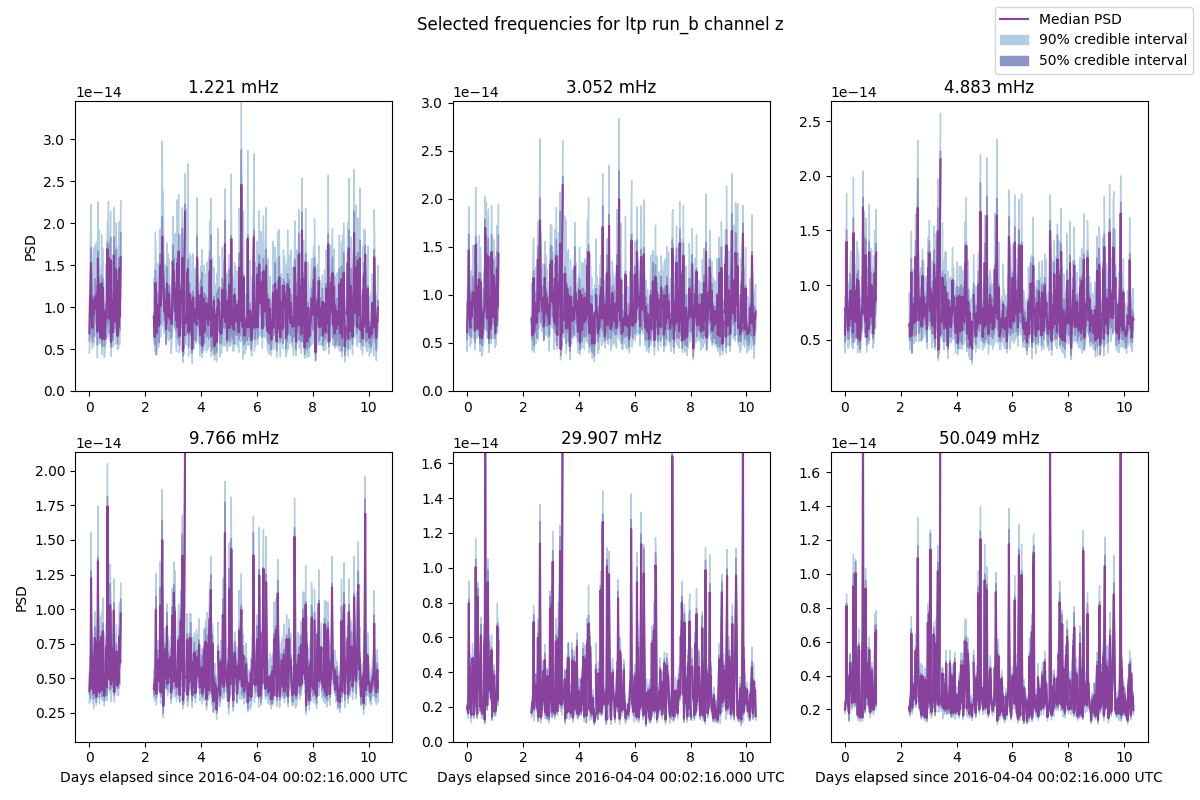 Selected frequencies for ltp run_b channel z
Median PSD
90% credible interval
50% credible interval
1e−14
1.221 mHz
1e−14
3.052 mHz
1e−14
4.883 mHz
PSD
3.0
2.5
2.0
1.5
1.0
0.5
0.0
3.0
2.5
2.0
1.5
1.0
0.5
0.0
2.5
2.0
1.5
1.0
0.5
0 2 4 6 8 10
0 2 4 6 8 10
0 2 4 6 8 10
1e−14
9.766 mHz
1e−14
29.907 mHz
1e−14
50.049 mHz
PSD
2.00
1.75
1.50
1.25
1.00
0.75
0.50
0.25
1.6
1.4
1.2
1.0
0.8
0.6
0.4
0.2
0.0
1.6
1.4
1.2
1.0
0.8
0.6
0.4
0.2
0 2 4 6 8 10
0 2 4 6 8 10
0 2 4 6 8 10
Days elapsed since 2016-04-04 00:02:16.000 UTC
Days elapsed since 2016-04-04 00:02:16.000 UTC
Days elapsed since 2016-04-04 00:02:16.000 UTC